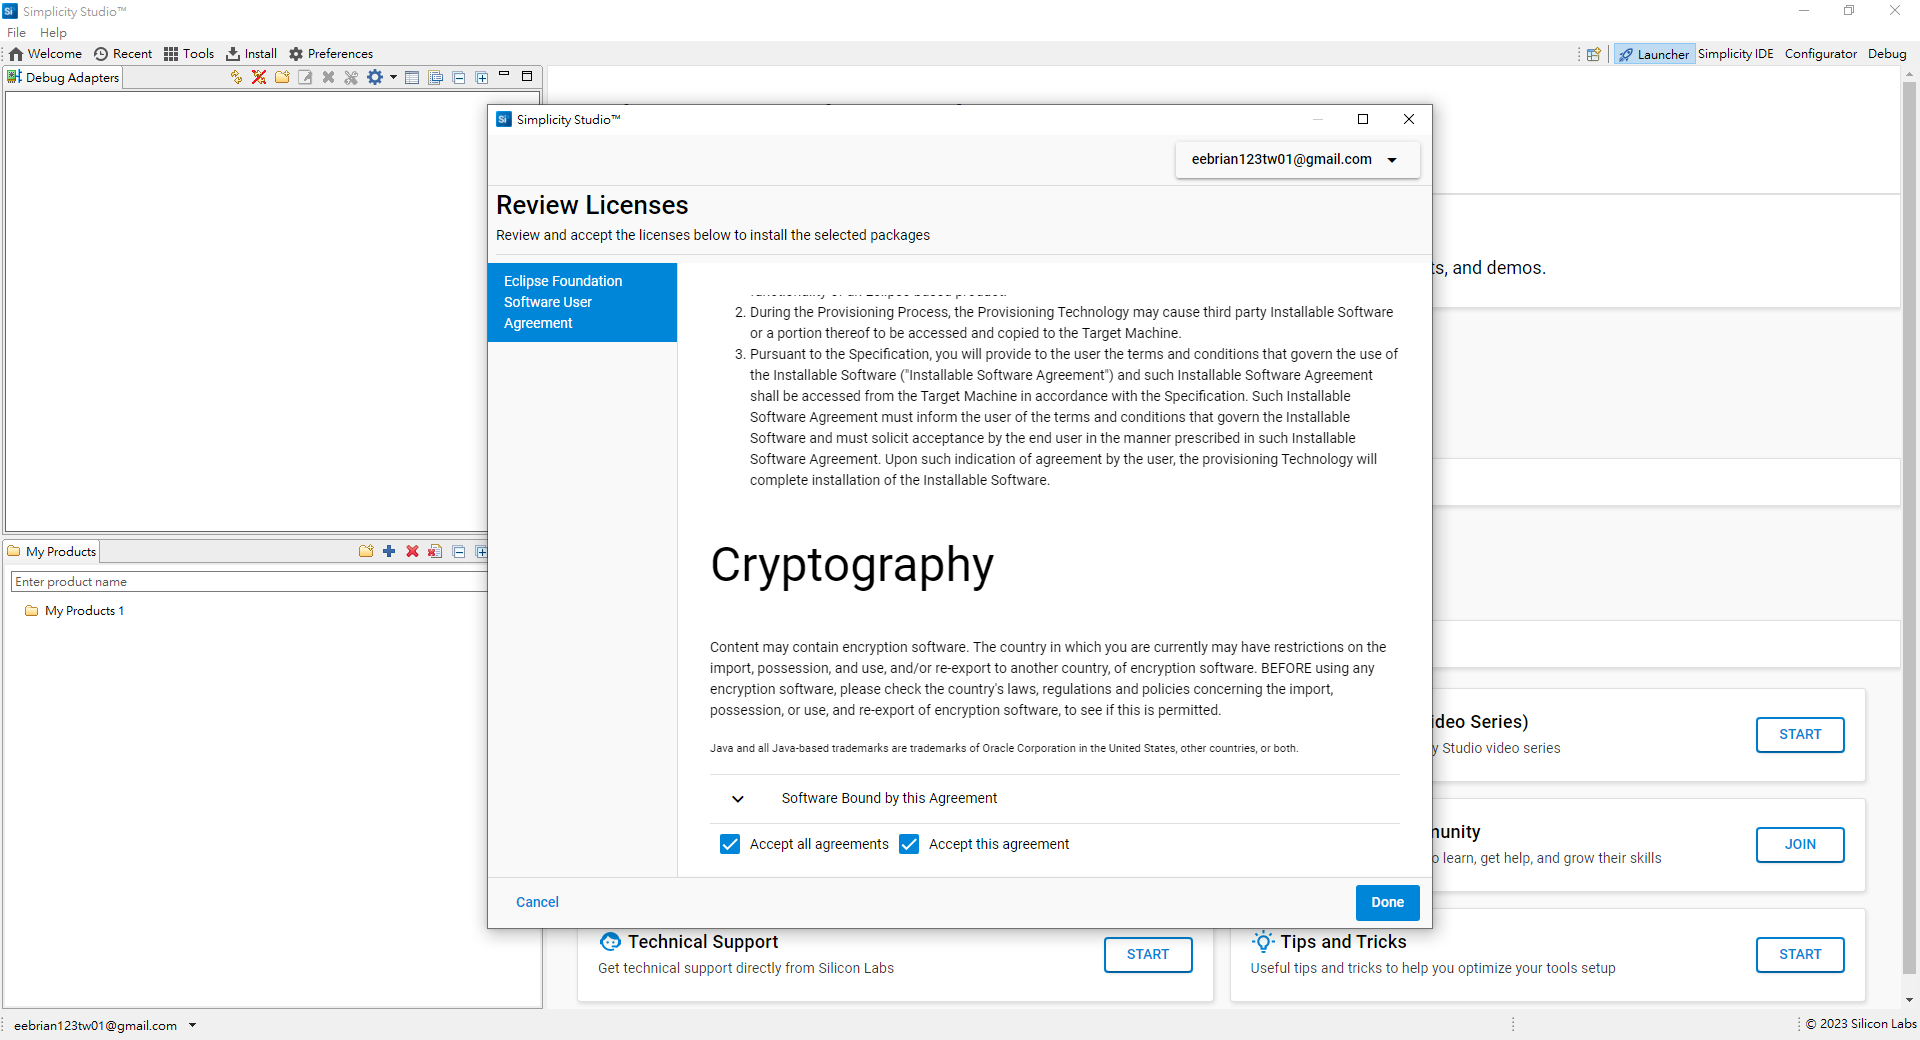 Simplicity Studio™
File Help
Welcome Recent Tools Install Preferences
Launcher Simplicity IDE Configurator Debug
Debug Adapters
Simplicity Studio™
eebrian123tw01@gmail.com
Review Licenses
Review and accept the licenses below to install the selected packages
Eclipse Foundation
Software User
Agreement
2. During the Provisioning Process, the Provisioning Technology may cause third party Installable Software
or a portion thereof to be accessed and copied to the Target Machine.
3. Pursuant to the Specification, you will provide to the user the terms and conditions that govern the use of
the Installable Software ("Installable Software Agreement") and such Installable Software Agreement
shall be accessed from the Target Machine in accordance with the Specification. Such Installable
Software Agreement must inform the user of the terms and conditions that govern the Installable
Software and must solicit acceptance by the end user in the manner prescribed in such Installable
Software Agreement. Upon such indication of agreement by the user, the provisioning Technology will
complete installation of the Installable Software.
Cryptography
Content may contain encryption software. The country in which you are currently may have restrictions on the
import, possession, and use, and/or re-export to another country, of encryption software. BEFORE using any
encryption software, please check the country's laws, regulations and policies concerning the import,
possession, or use, and re-export of encryption software, to see if this is permitted.
Java and all Java-based trademarks are trademarks of Oracle Corporation in the United States, other countries, or both.
Software Bound by this Agreement
Accept all agreements Accept this agreement
Cancel Done
ts, and demos.
My Products
Enter product name
My Products 1
ideo Series)
y Studio video series
START
munity
o learn, get help, and grow their skills
JOIN
Technical Support
Get technical support directly from Silicon Labs
START
Tips and Tricks
Useful tips and tricks to help you optimize your tools setup
START
eebrian123tw01@gmail.com
© 2023 Silicon Labs